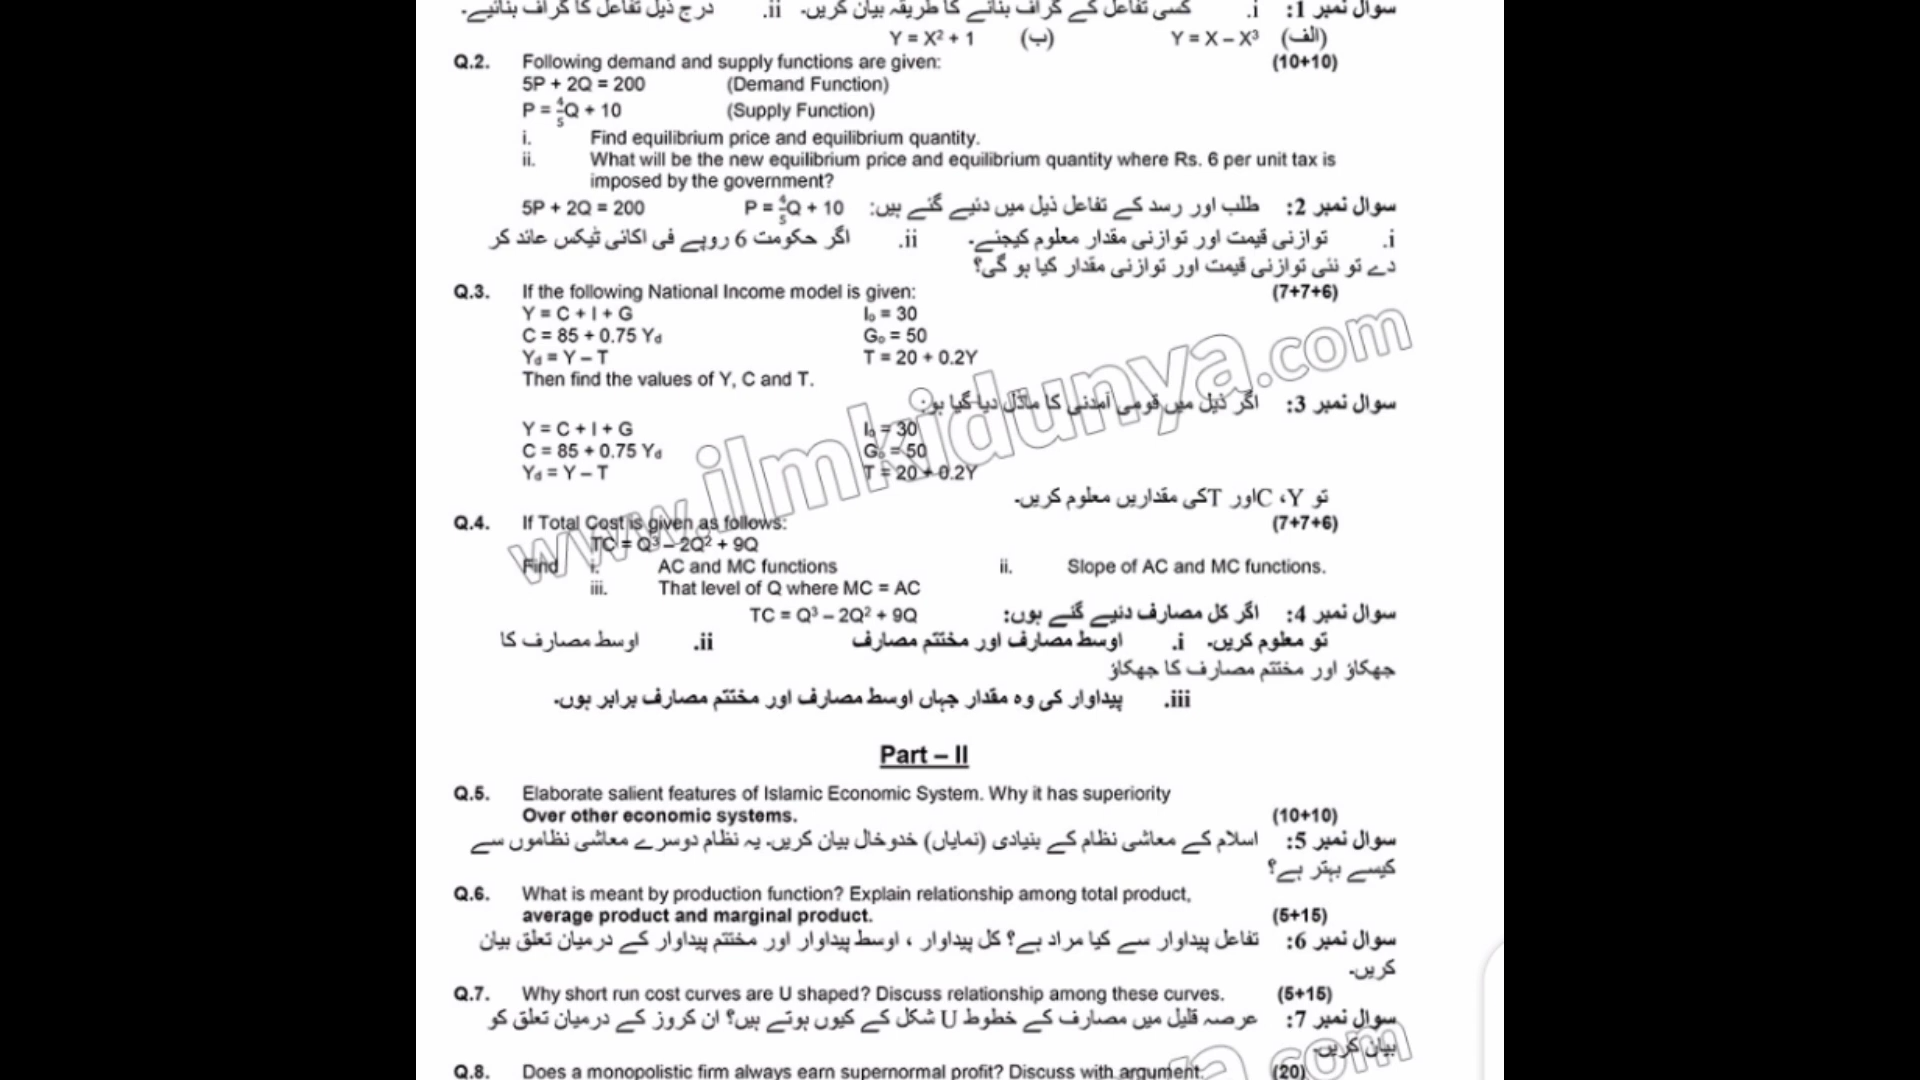 سوال نمبر 1: i. کسی تفاعل کے گراف بنانے کا طریقہ بیان کریں۔ ii. درج ذیل تفاعل کا گراف بنائیے۔
(الف) Y = X – X³ (ب) Y = X² + 1
Q.2. Following demand and supply functions are given: (10+10)
5P + 2Q = 200 (Demand Function)
P = 4/5Q + 10 (Supply Function)
i. Find equilibrium price and equilibrium quantity.
ii. What will be the new equilibrium price and equilibrium quantity where Rs. 6 per unit tax is
imposed by the government?
سوال نمبر 2: طلب اور رسد کے تفاعل ذیل میں دئیے گئے ہیں: P = 4/5Q + 10 5P + 2Q = 200
i. توازنی قیمت اور توازنی مقدار معلوم کیجئے۔ ii. اگر حکومت 6 روپے فی اکائی ٹیکس عائد کر
دے تو نئی توازنی قیمت اور توازنی مقدار کیا ہو گی؟
Q.3. If the following National Income model is given: (7+7+6)
Y = C + I + G I₀ = 30
C = 85 + 0.75 Yd G₀ = 50
Yd = Y – T T = 20 + 0.2Y
Then find the values of Y, C and T.
سوال نمبر 3: اگر ذیل میں قومی آمدنی کا ماڈل دیا گیا ہو:
Y = C + I + G I₀ = 30
C = 85 + 0.75 Yd G₀ = 50
Yd = Y – T T = 20 + 0.2Y
تو Y، C اور T کی مقداریں معلوم کریں۔
Q.4. If Total Cost is given as follows: (7+7+6)
TC = Q³ – 2Q² + 9Q
Find i. AC and MC functions ii. Slope of AC and MC functions.
iii. That level of Q where MC = AC
سوال نمبر 4: اگر کل مصارف دئیے گئے ہوں: TC = Q³ – 2Q² + 9Q
تو معلوم کریں۔ i. اوسط مصارف اور مختتم مصارف ii. اوسط مصارف کا
جھکاؤ اور مختتم مصارف کا جھکاؤ
iii. پیداوار کی وہ مقدار جہاں اوسط مصارف اور مختتم مصارف برابر ہوں۔
www.ilmkidunya.com
Part – II
Q.5. Elaborate salient features of Islamic Economic System. Why it has superiority
Over other economic systems. (10+10)
سوال نمبر 5: اسلام کے معاشی نظام کے بنیادی (نمایاں) خدوخال بیان کریں۔ یہ نظام دوسرے معاشی نظاموں سے
کیسے بہتر ہے؟
Q.6. What is meant by production function? Explain relationship among total product,
average product and marginal product. (5+15)
سوال نمبر 6: تفاعل پیداوار سے کیا مراد ہے؟ کل پیداوار ، اوسط پیداوار اور مختتم پیداوار کے درمیان تعلق بیان
کریں۔
Q.7. Why short run cost curves are U shaped? Discuss relationship among these curves. (5+15)
سوال نمبر 7: عرصہ قلیل میں مصارف کے خطوط U شکل کے کیوں ہوتے ہیں؟ ان کروز کے درمیان تعلق کو
بیان کریں۔
ya.com
Q.8. Does a monopolistic firm always earn supernormal profit? Discuss with argument. (20)